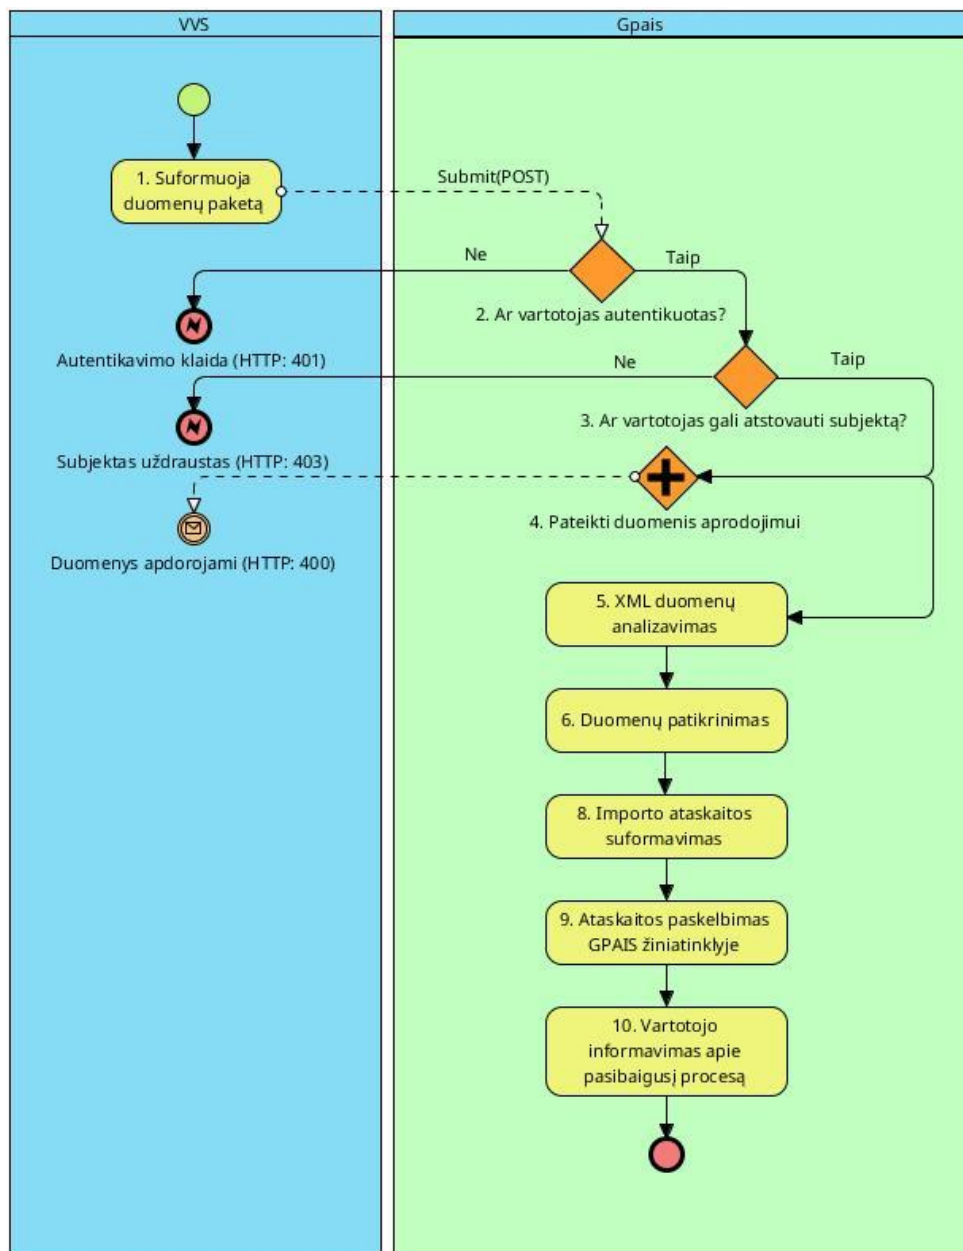 VVS
Gpais
1. Suformuoja
duomenų paketą
Submit(POST)
Ne
Taip
2. Ar vartotojas autentikuotas?
Autentikavimo klaida (HTTP: 401)
Ne
Taip
3. Ar vartotojas gali atstovauti subjektą?
Subjektas uždraustas (HTTP: 403)
4. Pateikti duomenis aprodojimui
Duomenys apdorojami (HTTP: 400)
5. XML duomenų
analizavimas
6. Duomenų patikrinimas
8. Importo ataskaitos
suformavimas
9. Ataskaitos paskelbimas
GPAIS žiniatinklyje
10. Vartotojo
informavimas apie
pasibaigusį procesą